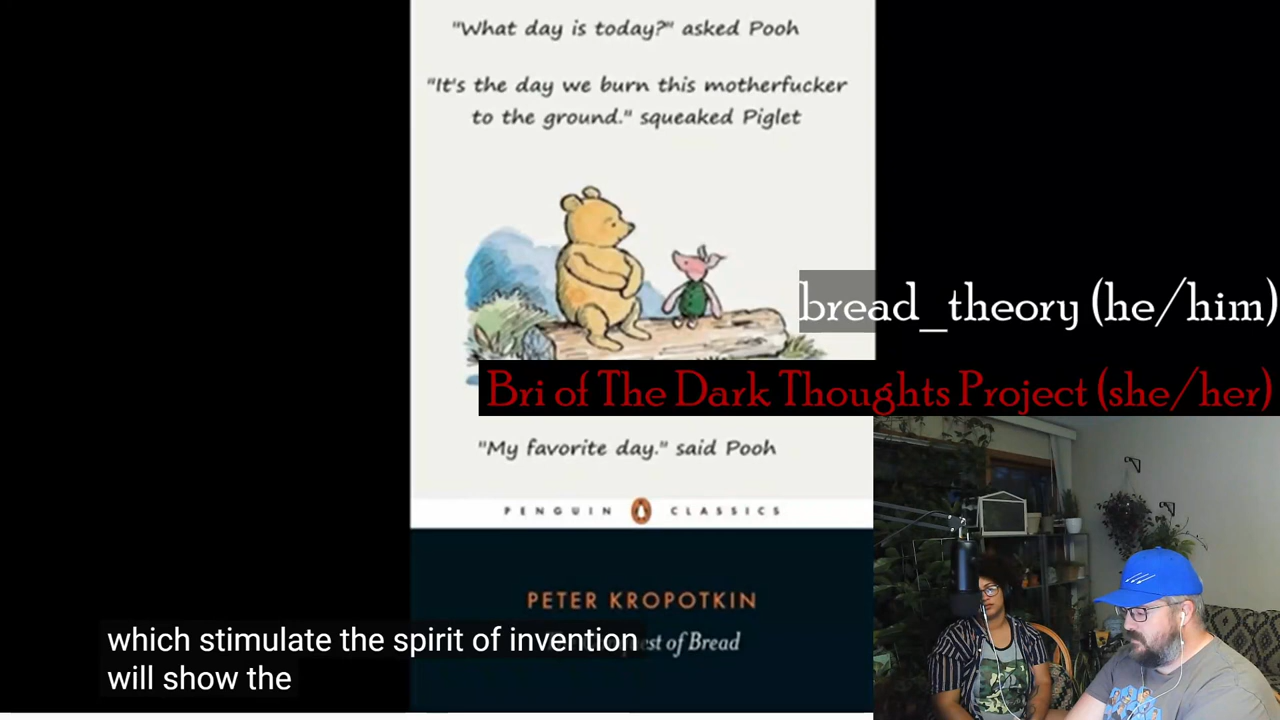 "What day is today?" asked Pooh
"It's the day we burn this motherfucker
to the ground." squeaked Piglet
bread_theory (he/him)
Bri of The Dark Thoughts Project (she/her)
"My favorite day." said Pooh
PENGUIN CLASSICS
PETER KROPOTKIN
st of Bread
which stimulate the spirit of invention
will show the